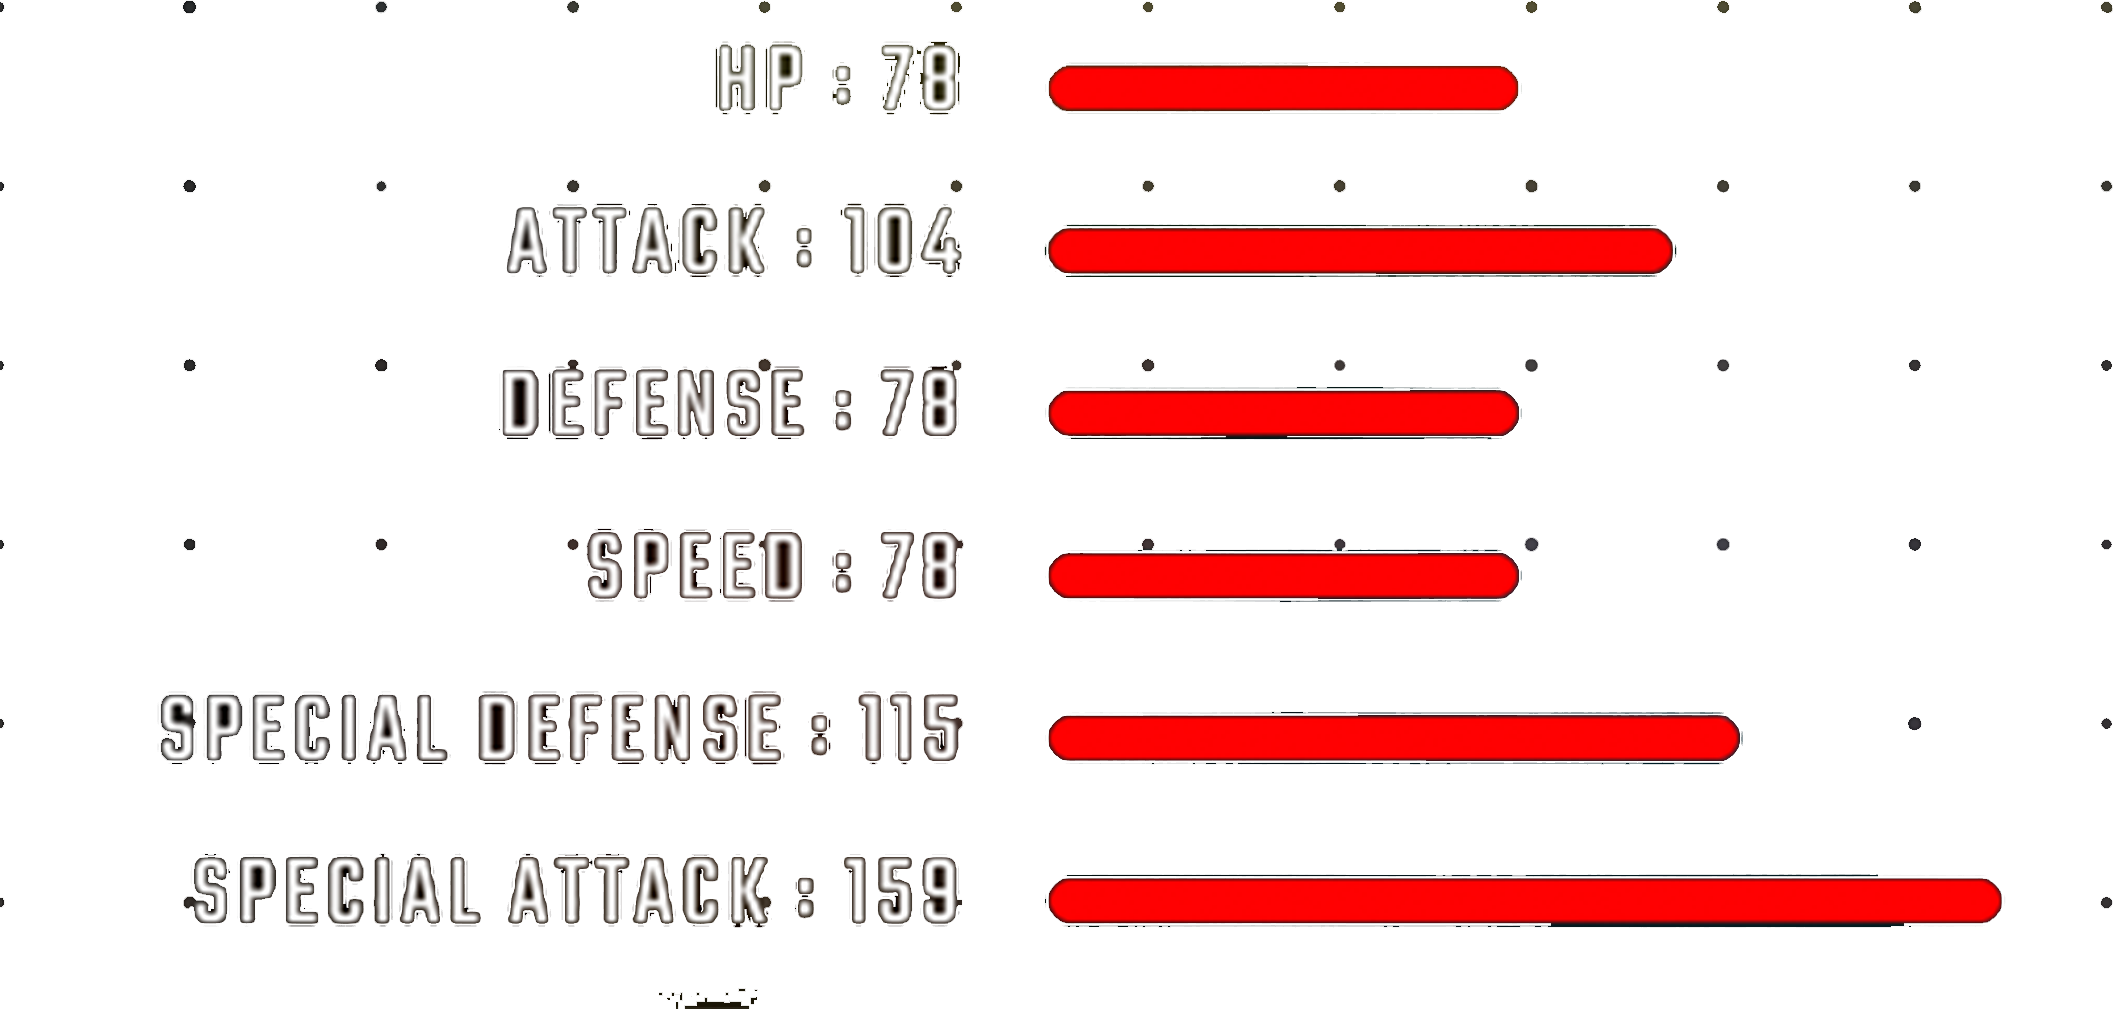 HP : 78
ATTACK : 104
DEFENSE : 78
SPEED : 78
SPECIAL DEFENSE : 115
SPECIAL ATTACK : 159